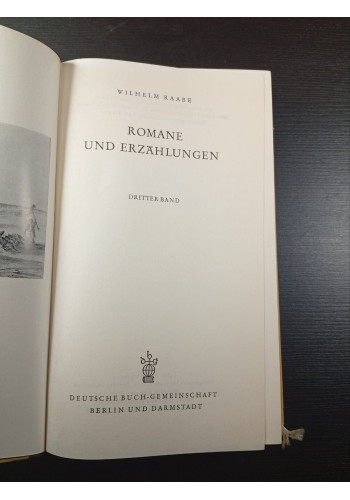 WILHELM RAABE
ROMANE
UND ERZÄHLUNGEN
DRITTER BAND
DEUTSCHE BUCH-GEMEINSCHAFT
BERLIN UND DARMSTADT